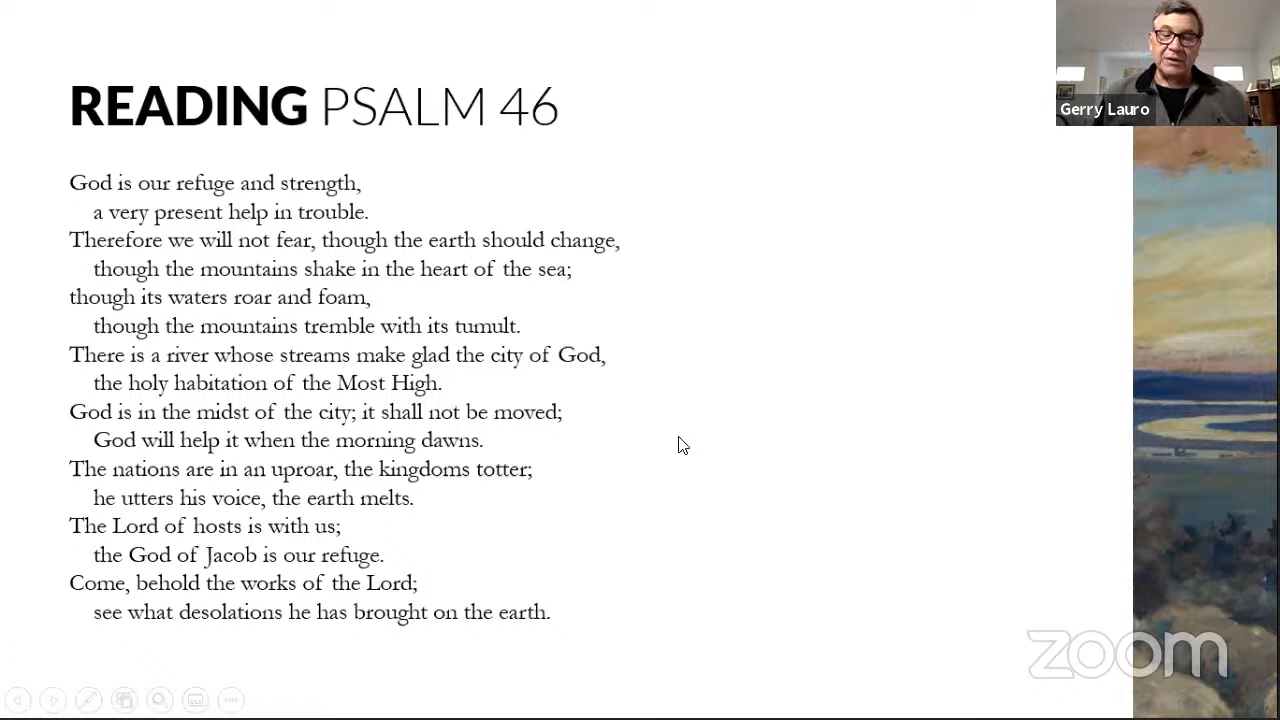 READING PSALM 46
Gerry Lauro
God is our refuge and strength,
a very present help in trouble.
Therefore we will not fear, though the earth should change,
though the mountains shake in the heart of the sea;
though its waters roar and foam,
though the mountains tremble with its tumult.
There is a river whose streams make glad the city of God,
the holy habitation of the Most High.
God is in the midst of the city; it shall not be moved;
God will help it when the morning dawns.
The nations are in an uproar, the kingdoms totter;
he utters his voice, the earth melts.
The Lord of hosts is with us;
the God of Jacob is our refuge.
Come, behold the works of the Lord;
see what desolations he has brought on the earth.
zoom